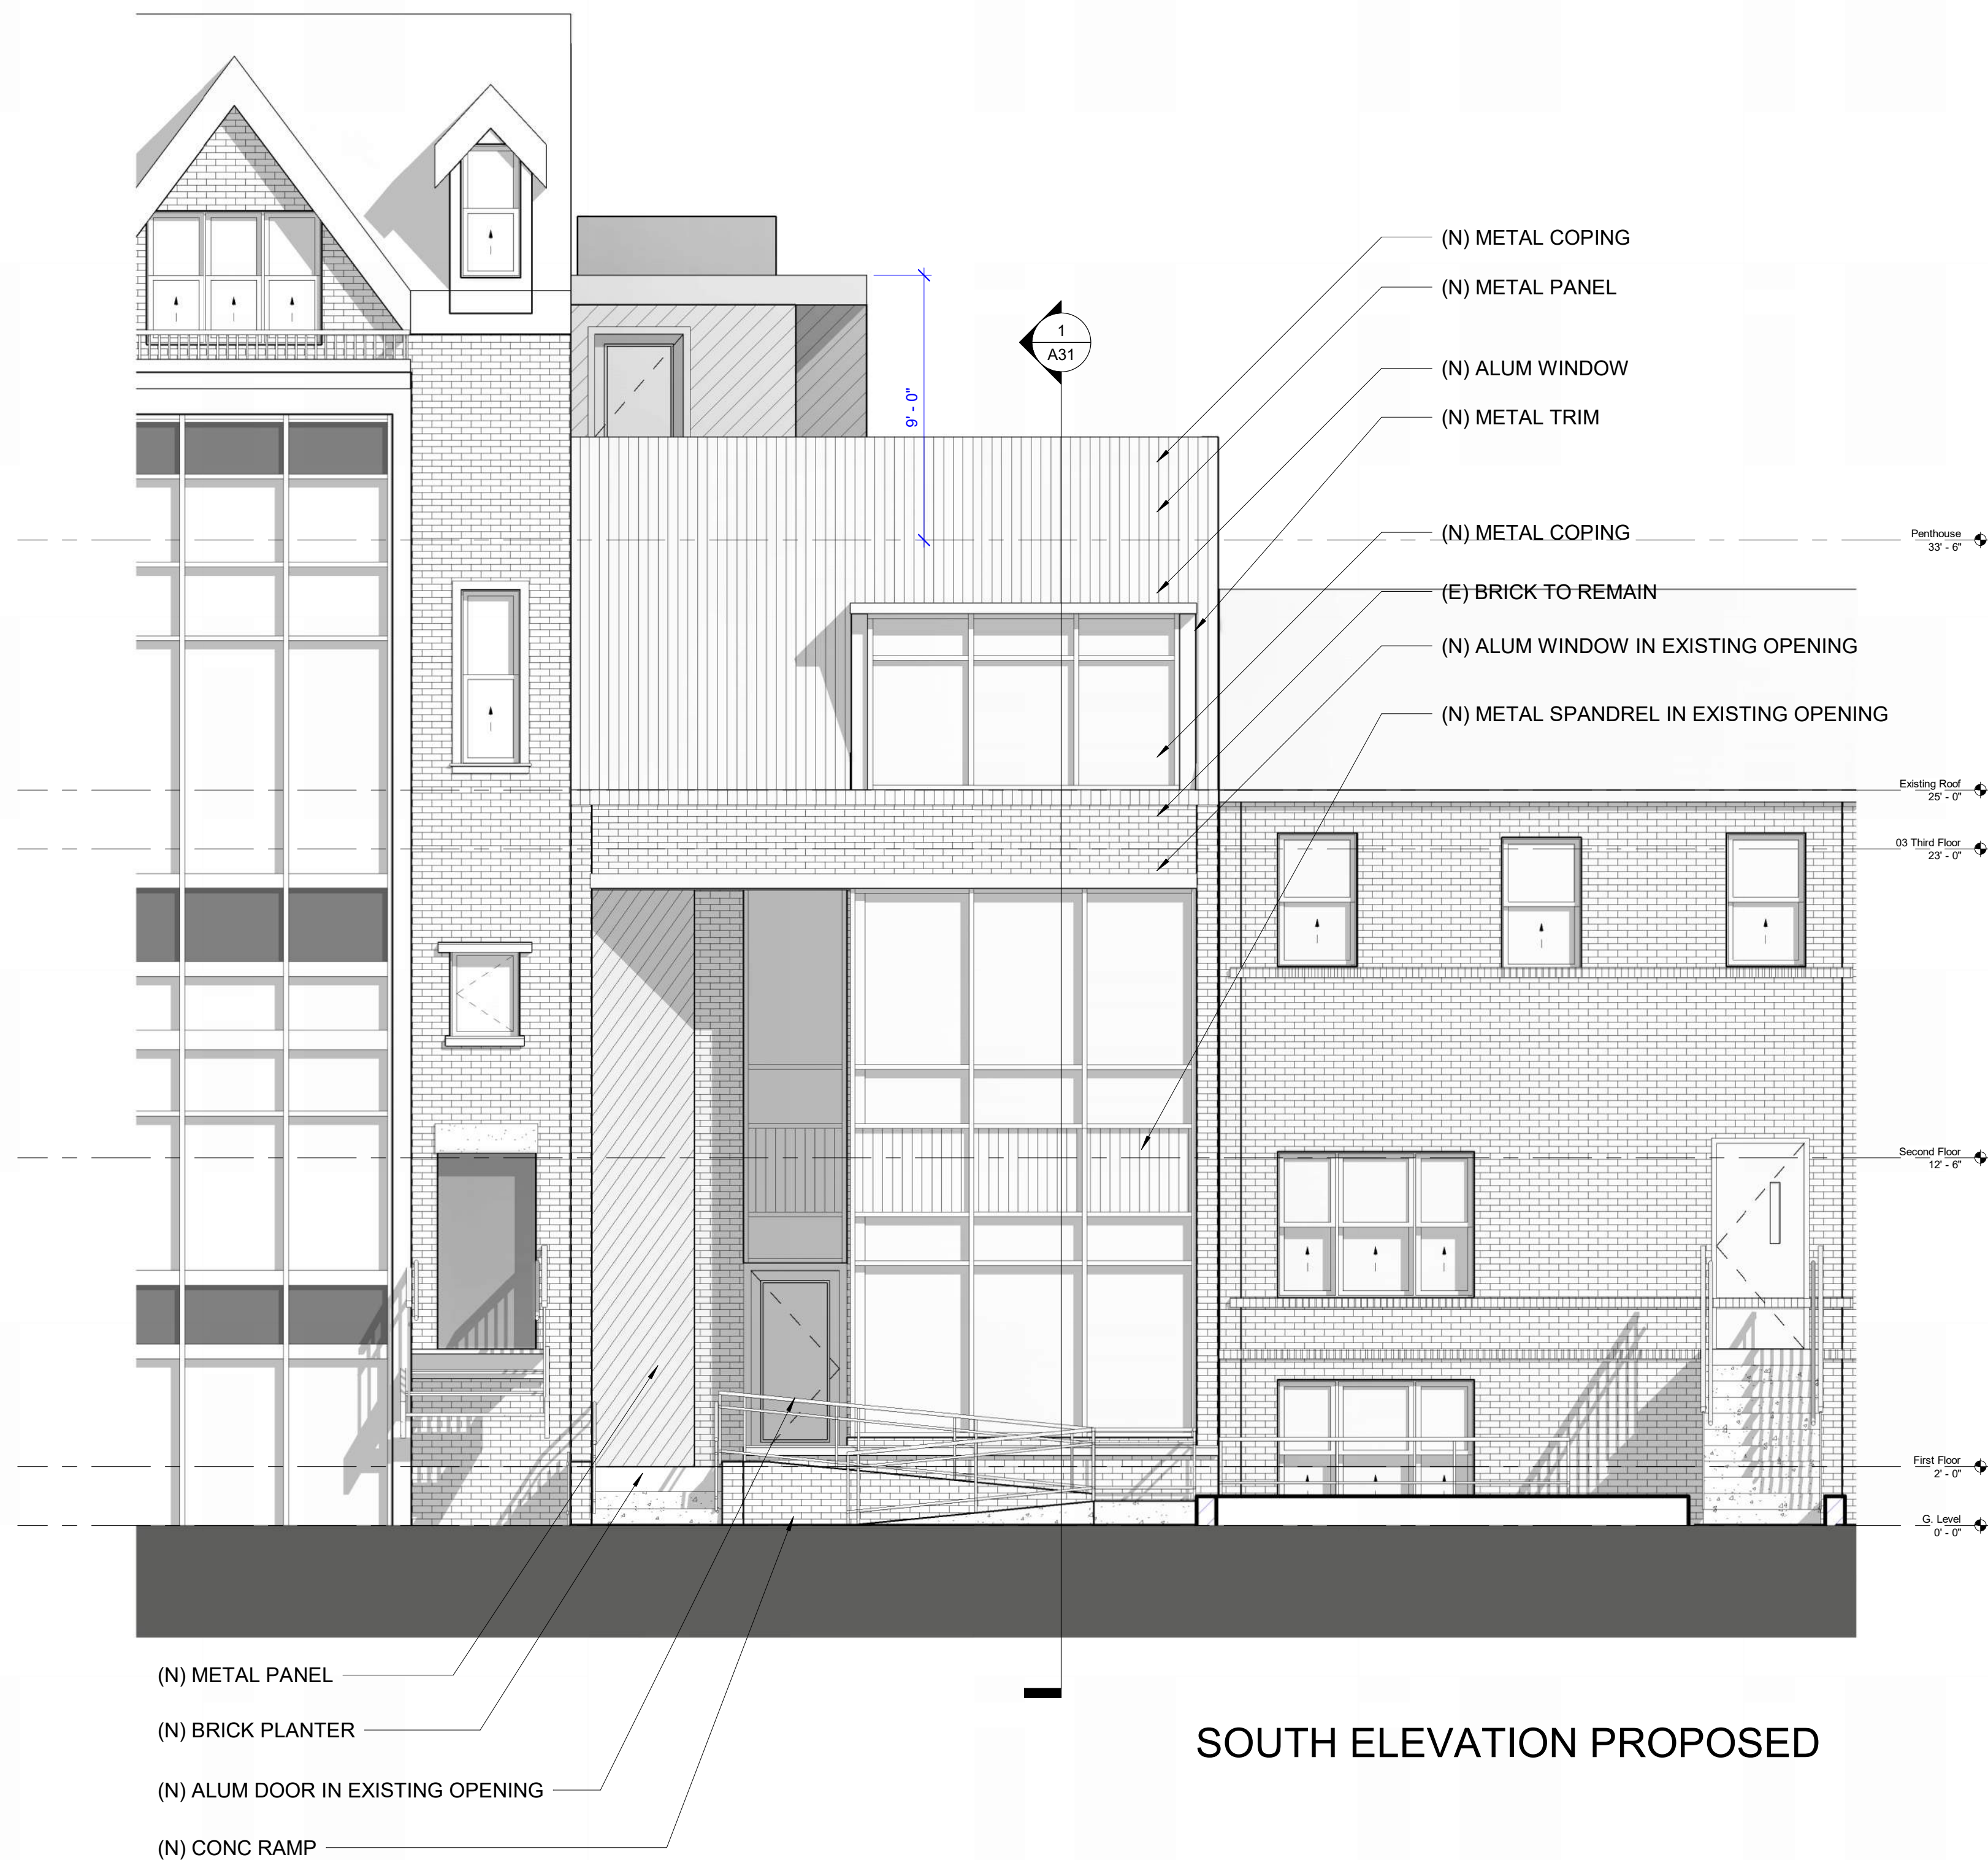 (N) METAL COPING
(N) METAL PANEL
1
A31
(N) ALUM WINDOW
9' - 0"
(N) METAL TRIM
(N) METAL COPING
Penthouse
33' - 6"
(E) BRICK TO REMAIN
(N) ALUM WINDOW IN EXISTING OPENING
(N) METAL SPANDREL IN EXISTING OPENING
Existing Roof
25' - 0"
03 Third Floor
23' - 0"
Second Floor
12' - 6"
First Floor
2' - 0"
G. Level
0' - 0"
(N) METAL PANEL
(N) BRICK PLANTER
SOUTH ELEVATION PROPOSED
(N) ALUM DOOR IN EXISTING OPENING
(N) CONC RAMP